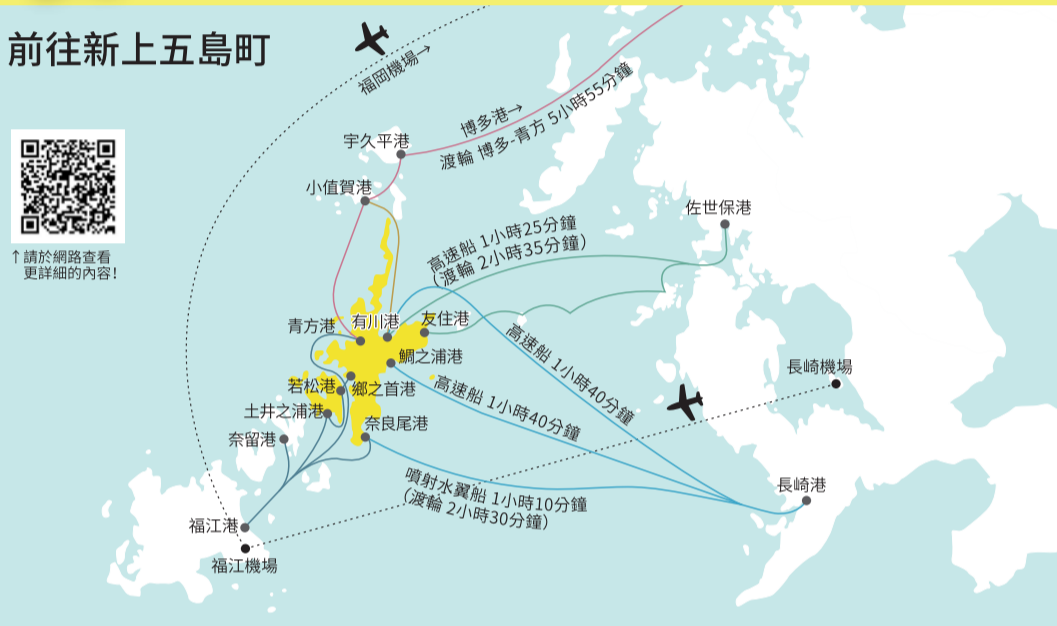 前往新上五島町
福岡機場→
博多港→
渡輪 博多-青方 5小時55分鐘
宇久平港
小值賀港
↑請於網路查看
更詳細的內容！
佐世保港
高速船 1小時25分鐘
（渡輪 2小時35分鐘）
青方港
有川港
友住港
鯛之浦港
高速船 1小時40分鐘
長崎機場
若松港
鄉之首港
高速船 1小時40分鐘
土井之浦港
奈良尾港
奈留港
噴射水翼船 1小時10分鐘
（渡輪 2小時30分鐘）
長崎港
福江港
福江機場